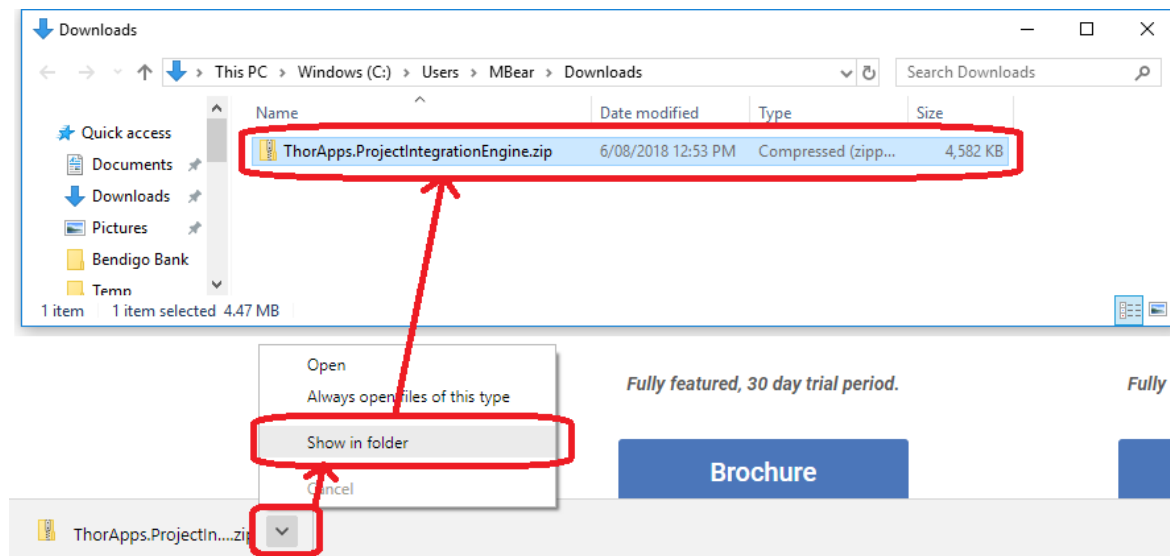 Downloads
This PC > Windows (C:) > Users > MBear > Downloads
Search Downloads
Name Date modified Type Size
Quick access
ThorApps.ProjectIntegrationEngine.zip 6/08/2018 12:53 PM Compressed (zipp... 4,582 KB
Documents
Downloads
Pictures
Bendigo Bank
Temp
1 item 1 item selected 4.47 MB
Open
Always open files of this type
Show in folder
Cancel
Fully featured, 30 day trial period.
Fully
Brochure
ThorApps.ProjectIn....zip